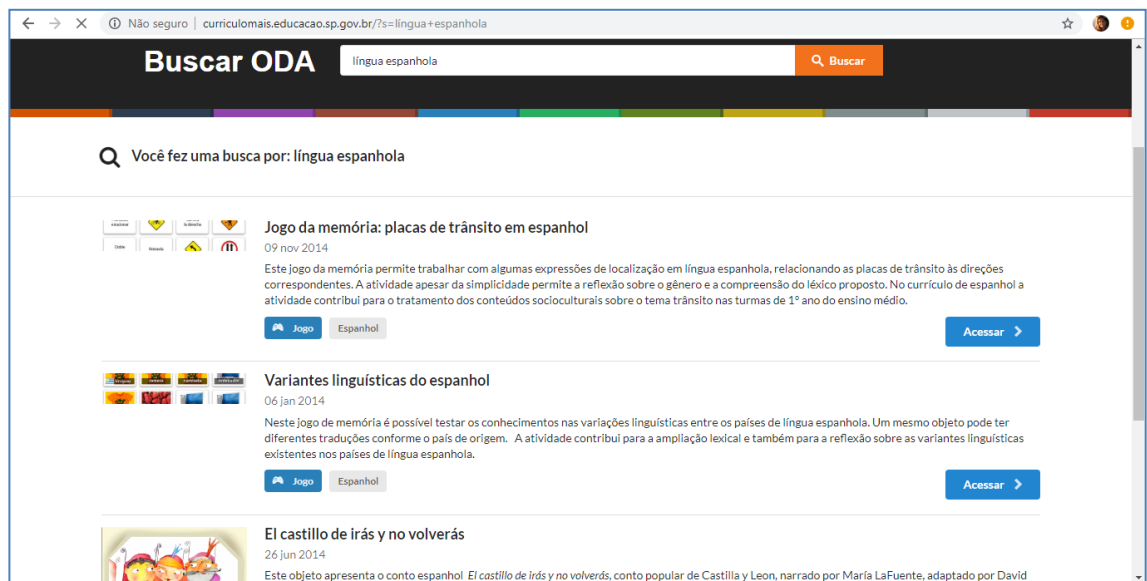 Não seguro | curriculomais.educacao.sp.gov.br/?s=língua+espanhola
Buscar ODA
língua espanhola
Buscar
Você fez uma busca por: língua espanhola
Jogo da memória: placas de trânsito em espanhol
09 nov 2014
Este jogo da memória permite trabalhar com algumas expressões de localização em língua espanhola, relacionando as placas de trânsito às direções
correspondentes. A atividade apesar da simplicidade permite a reflexão sobre o gênero e a compreensão do léxico proposto. No currículo de espanhol a
atividade contribui para o tratamento dos conteúdos socioculturais sobre o tema trânsito nas turmas de 1º ano do ensino médio.
Jogo Espanhol
Acessar
Variantes linguísticas do espanhol
06 jan 2014
Neste jogo de memória é possível testar os conhecimentos nas variações linguísticas entre os países de língua espanhola. Um mesmo objeto pode ter
diferentes traduções conforme o país de origem. A atividade contribui para a ampliação lexical e também para a reflexão sobre as variantes linguísticas
existentes nos países de língua espanhola.
Jogo Espanhol
Acessar
El castillo de irás y no volverás
26 jun 2014
Este objeto apresenta o conto espanhol El castillo de irás y no volverás, conto popular de Castilla y Leon, narrado por María LaFuente, adaptado por David